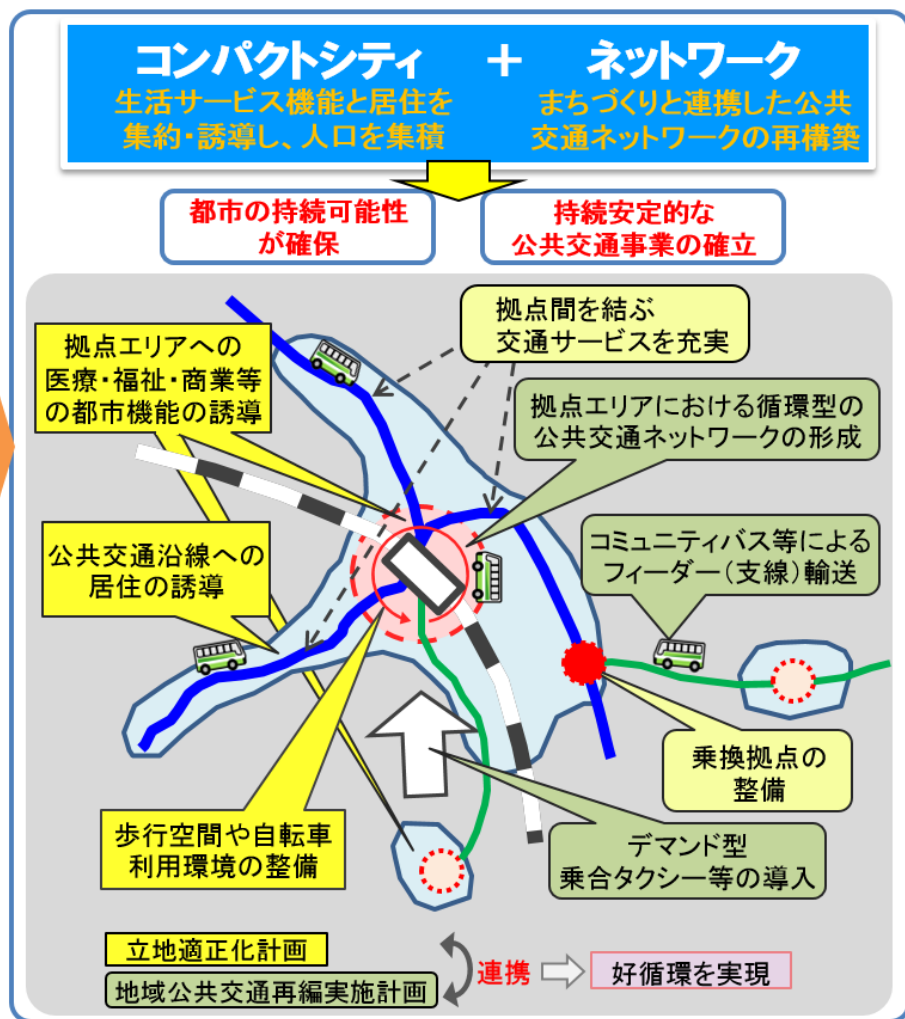 コンパクトシティ + ネットワーク
生活サービス機能と居住を
集約・誘導し、人口を集積
まちづくりと連携した公共
交通ネットワークの再構築
都市の持続可能性
が確保
持続安定的な
公共交通事業の確立
拠点間を結ぶ
交通サービスを充実
拠点エリアへの
医療・福祉・商業等
の都市機能の誘導
拠点エリアにおける循環型の
公共交通ネットワークの形成
公共交通沿線への
居住の誘導
コミュニティバス等による
フィーダー(支線)輸送
乗換拠点の
整備
歩行空間や自転車
利用環境の整備
デマンド型
乗合タクシー等の導入
立地適正化計画
地域公共交通再編実施計画
連携
好循環を実現